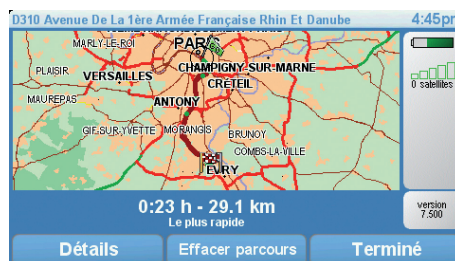 D310 Avenue De La 1ère Armée Française Rhin Et Danube
4:45pm
MARLY-LE-ROI
PARIS
PLAISIR
VERSAILLES
CHAMPIGNY-SUR-MARNE
CRÉTEIL
0 satellites
MAUREPAS
ANTONY
GIF-SUR-YVETTE
MORANGIS
BRUNOY
COMBS-LA-VILLE
EVRY
0:23 h - 29.1 km
Le plus rapide
version
7.500
Détails
Effacer parcours
Terminé